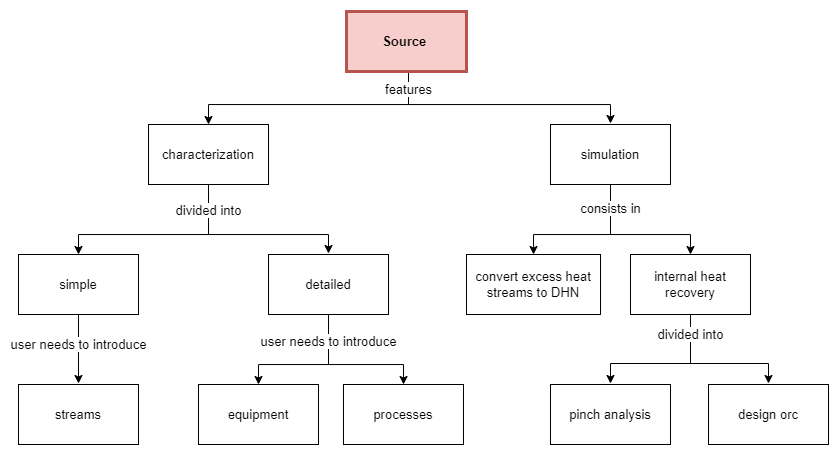 Source
features
characterization
simulation
divided into
consists in
simple
detailed
convert excess heat
streams to DHN
internal heat
recovery
user needs to introduce
user needs to introduce
divided into
streams
equipment
processes
pinch analysis
design orc